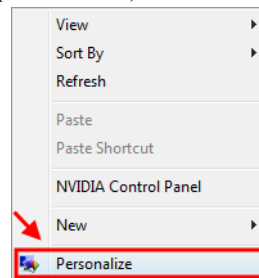 View
Sort By
Refresh
Paste
Paste Shortcut
NVIDIA Control Panel
New
Personalize